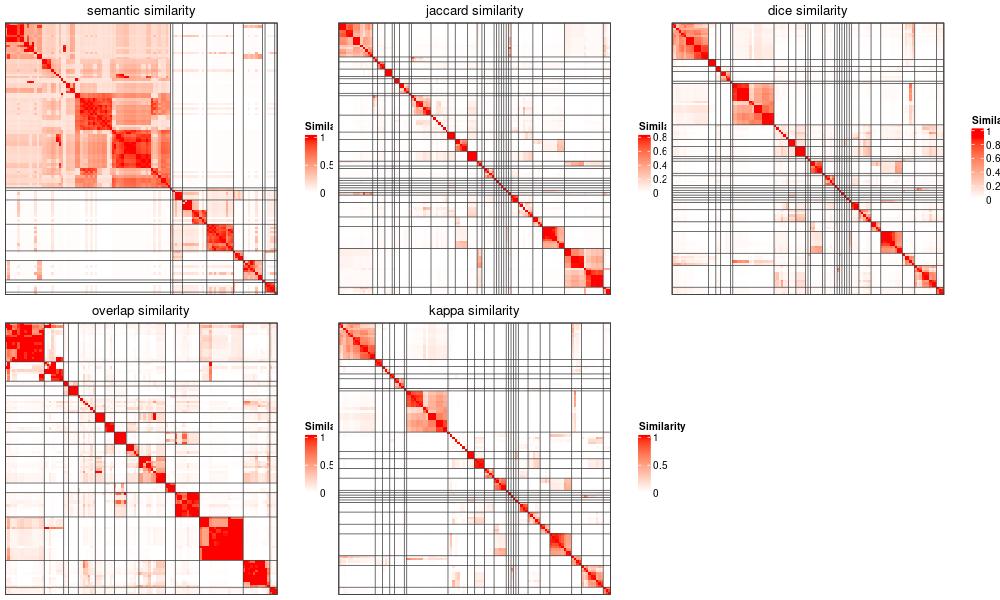 semantic similarity
jaccard similarity
dice similarity
Simila
1
0.5
0
Simila
0.8
0.6
0.4
0.2
0
Simila
1
0.8
0.6
0.4
0.2
0
overlap similarity
kappa similarity
Simila
1
0.5
0
Similarity
1
0.5
0